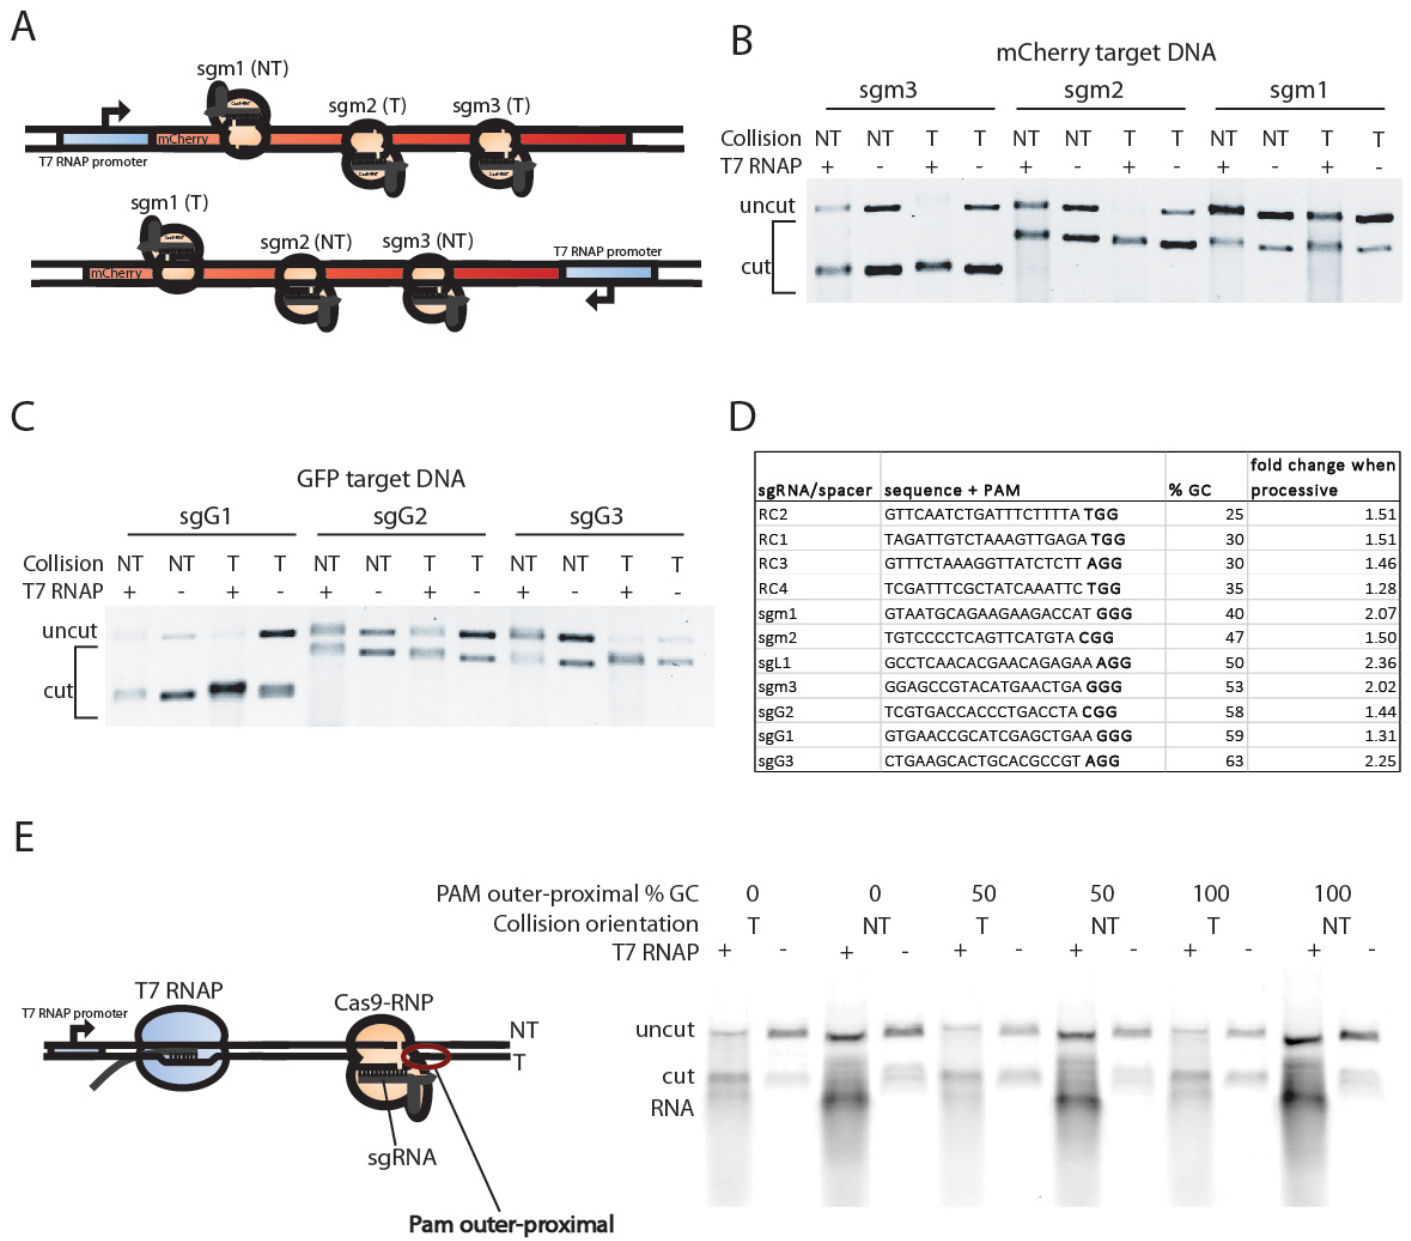 A
sgm1 (NT)
sgm2 (T)
sgm3 (T)
mCherry
T7 RNAP promoter
sgm1 (T)
sgm2 (NT)
sgm3 (NT)
T7 RNAP promoter
mCherry
B
mCherry target DNA
sgm3 sgm2 sgm1
Collision NT NT T T NT NT T T NT NT T T
T7 RNAP + - + - + - + - + - + -
uncut
cut
C
GFP target DNA
sgG1 sgG2 sgG3
Collision NT NT T T NT NT T T NT NT T T
T7 RNAP + - + - + - + - + - + -
uncut
cut
D
sgRNA/spacer sequence + PAM % GC fold change when processive
RC2 GTTCAATCTGATTTCTTTTA TGG 25 1.51
RC1 TAGATTGTCTAAAGTTGAGA TGG 30 1.51
RC3 GTTTCTAAAGGTTATCTCTT AGG 30 1.46
RC4 TCGATTTCGCTATCAAATTC TGG 35 1.28
sgm1 GTAATGCAGAAGAAGACCAT GGG 40 2.07
sgm2 TGTCCCCTCAGTTCATGTA CGG 47 1.50
sgL1 GCCTCAACACGAACAGAGAA AGG 50 2.36
sgm3 GGAGCCGTACATGAACTGA GGG 53 2.02
sgG2 TCGTGACCACCCTGACCTA CGG 58 1.44
sgG1 GTGAACCGCATCGAGCTGAA GGG 59 1.31
sgG3 CTGAAGCACTGCACGCCGT AGG 63 2.25
E
T7 RNAP promoter
T7 RNAP
Cas9-RNP
NT
T
sgRNA
Pam outer-proximal
PAM outer-proximal % GC 0 0 50 50 100 100
Collision orientation T NT T NT T NT
T7 RNAP + - + - + - + - + - + -
uncut
cut
RNA